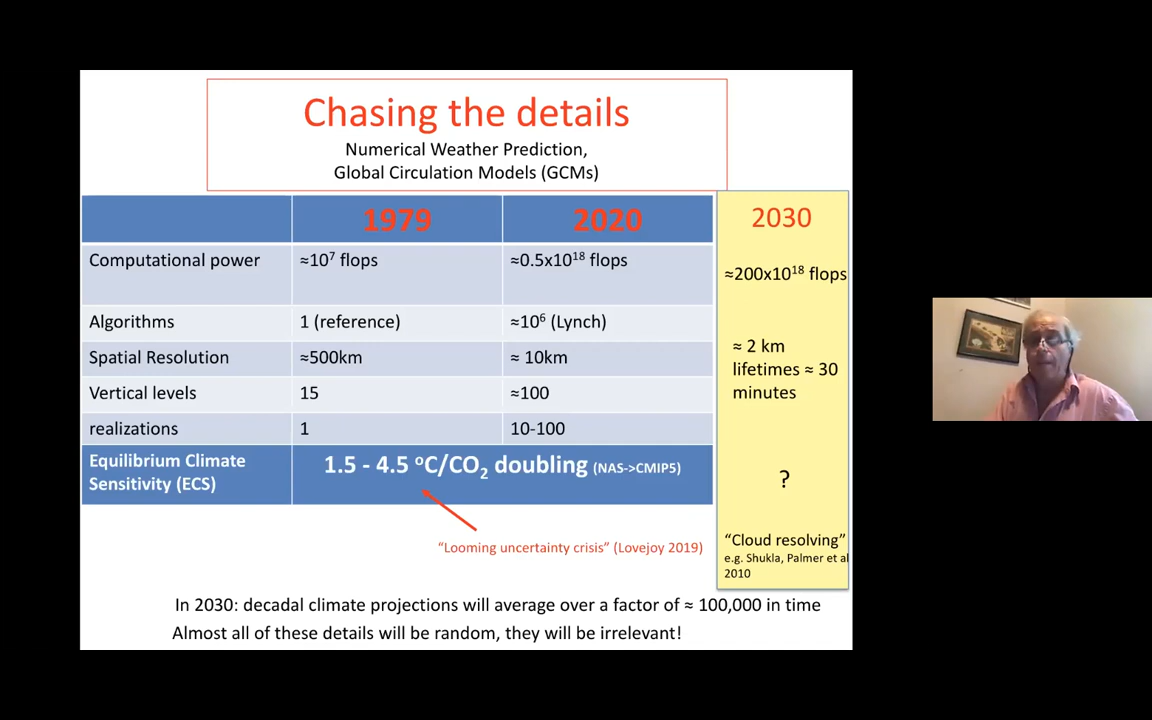 Chasing the details
Numerical Weather Prediction,
Global Circulation Models (GCMs)
1979 2020 2030
Computational power ≈10⁷ flops ≈0.5x10¹⁸ flops
≈200x10¹⁸ flops
Algorithms 1 (reference) ≈10⁶ (Lynch)
Spatial Resolution ≈500km ≈ 10km
≈ 2 km
lifetimes ≈ 30
minutes
Vertical levels 15 ≈100
realizations 1 10-100
Equilibrium Climate
Sensitivity (ECS)
1.5 - 4.5 ºC/CO₂ doubling (NAS->CMIP5)
?
"Looming uncertainty crisis" (Lovejoy 2019)
"Cloud resolving"
e.g. Shukla, Palmer et al
2010
In 2030: decadal climate projections will average over a factor of ≈ 100,000 in time
Almost all of these details will be random, they will be irrelevant!